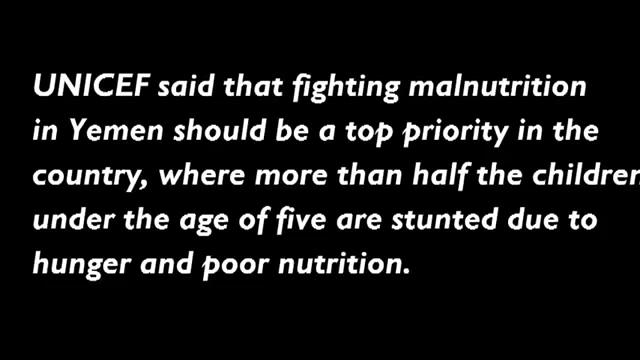 UNICEF said that fighting malnutrition
in Yemen should be a top priority in the
country, where more than half the children
under the age of five are stunted due to
hunger and poor nutrition.